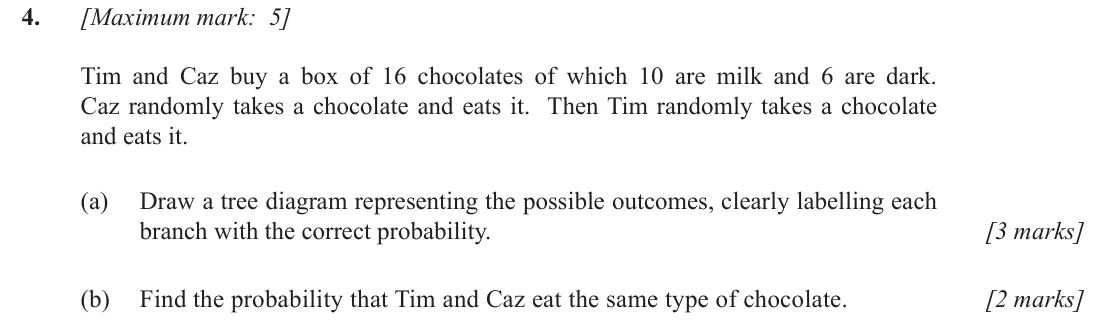 4. [Maximum mark: 5]
Tim and Caz buy a box of 16 chocolates of which 10 are milk and 6 are dark.
Caz randomly takes a chocolate and eats it. Then Tim randomly takes a chocolate
and eats it.
(a) Draw a tree diagram representing the possible outcomes, clearly labelling each
branch with the correct probability. [3 marks]
(b) Find the probability that Tim and Caz eat the same type of chocolate. [2 marks]